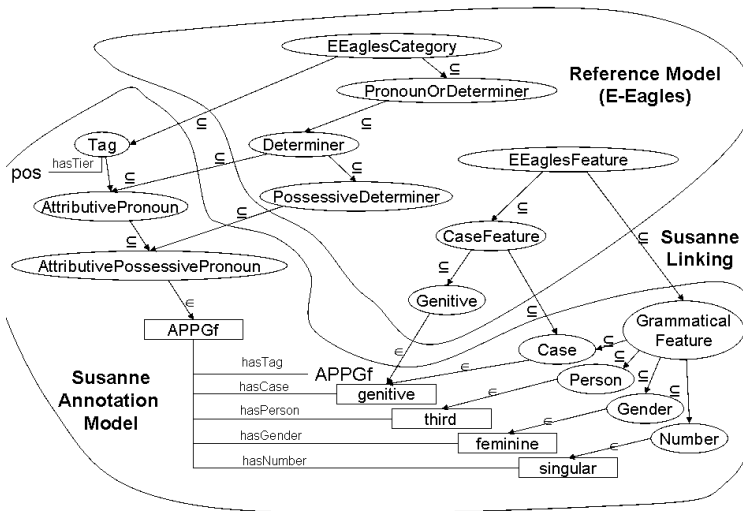 EEaglesCategory
⊆
Reference Model
(E-Eagles)
PronounOrDeterminer
⊆
⊆
Tag
Determiner
hasTier
pos
⊆
⊆
⊆
EEaglesFeature
AttributivePronoun
PossessiveDeterminer
⊆
⊆
⊆
CaseFeature
⊆
Susanne
Linking
AttributivePossessivePronoun
⊆
Genitive
∈
⊆
APPGf
Grammatical
Feature
Case
⊆
∈
⊆
hasTag
APPGf
∈
Person
⊆
⊆
Susanne
Annotation
Model
hasCase
genitive
∈
hasPerson
third
Gender
∈
hasGender
feminine
Number
∈
hasNumber
singular